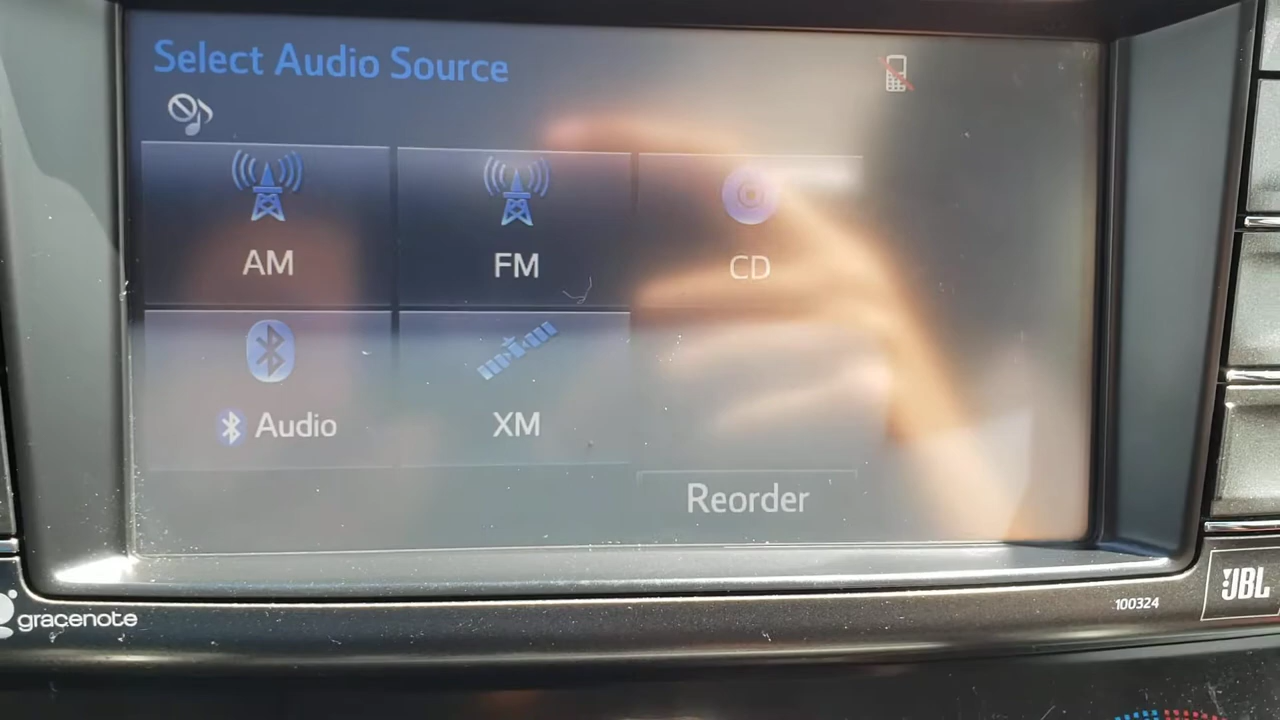 Select Audio Source
AM
FM
CD
Audio
XM
Reorder
gracenote
100324
JBL